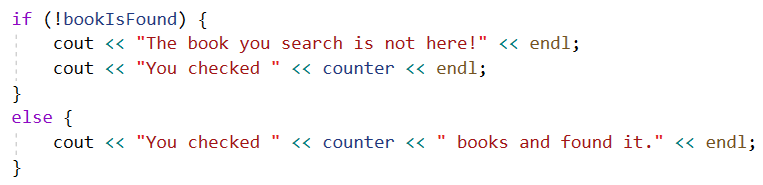 if (!bookIsFound) {
    cout << "The book you search is not here!" << endl;
    cout << "You checked " << counter << endl;
}
else {
    cout << "You checked " << counter << " books and found it." << endl;
}